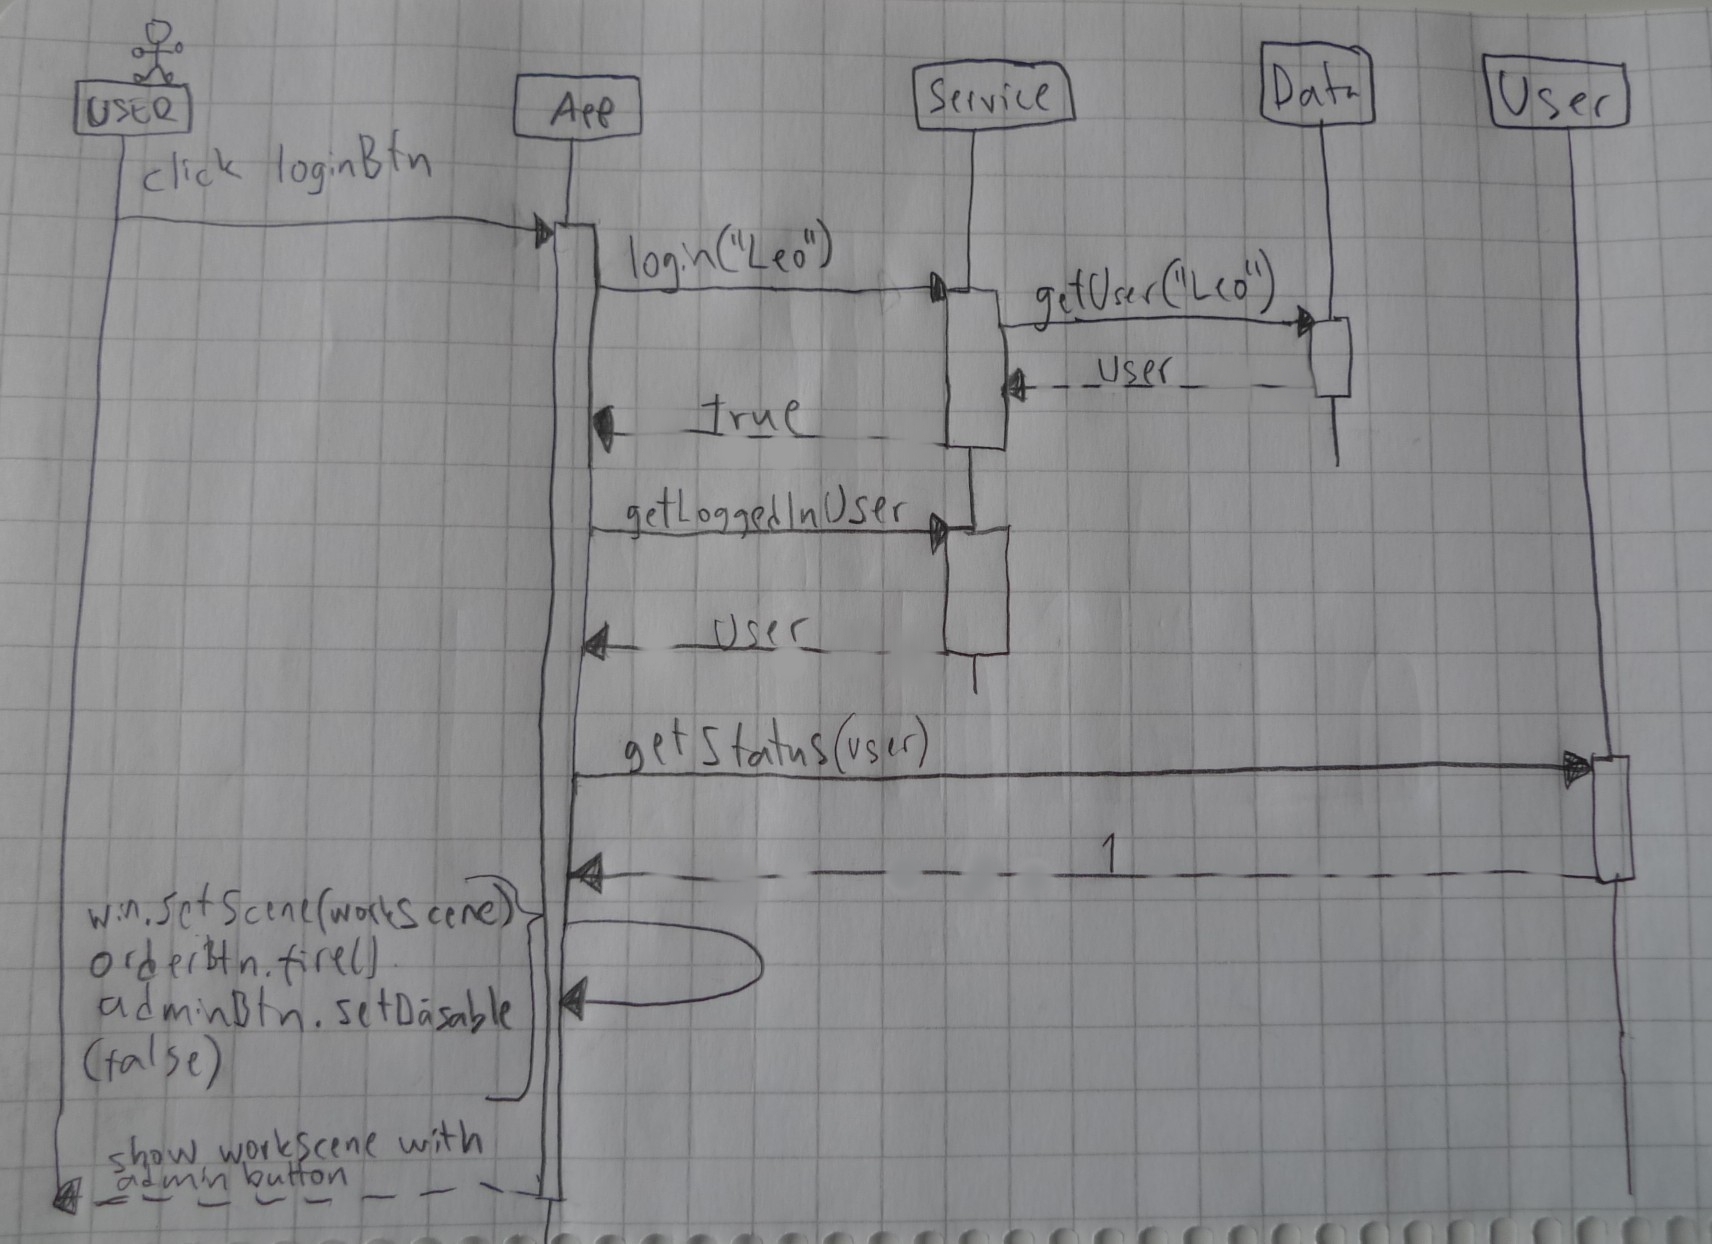 USER
App
Service
Data
User
click loginBtn
login("Leo")
getUser("Leo")
user
true
getLoggedInUser
User
getStatus(user)
1
win.setScene(workScene)
orderBtn.fire()
adminBtn.setDisable
(false)
show workscene with
admin button